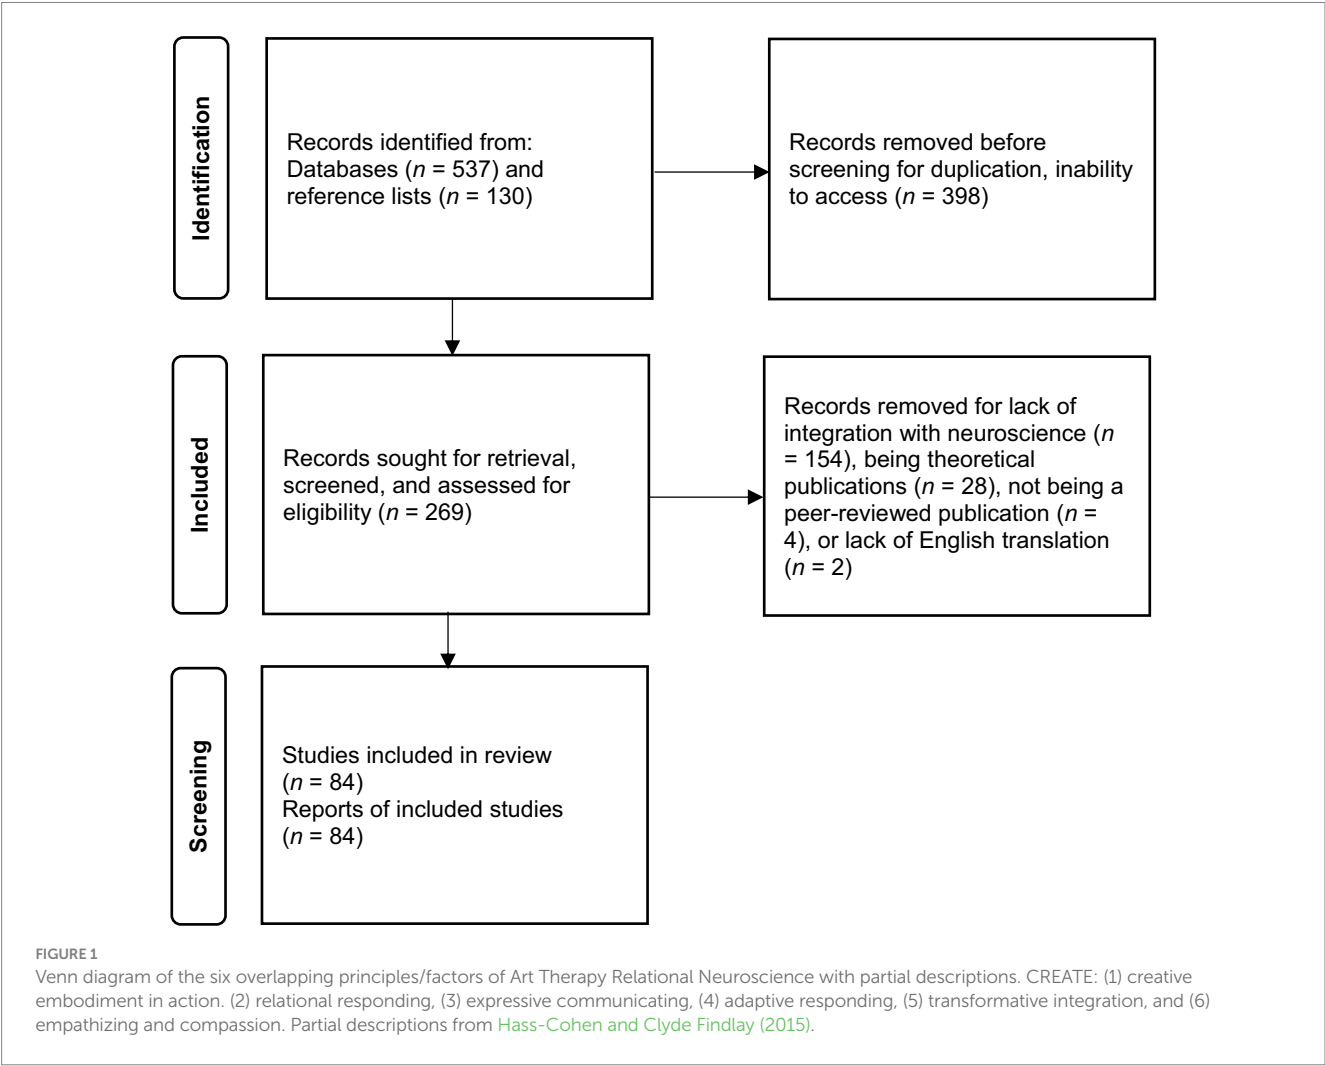 Identification
Records identified from:
Databases (n = 537) and
reference lists (n = 130)
Records removed before
screening for duplication, inability
to access (n = 398)
Included
Records sought for retrieval,
screened, and assessed for
eligibility (n = 269)
Records removed for lack of
integration with neuroscience (n
= 154), being theoretical
publications (n = 28), not being a
peer-reviewed publication (n =
4), or lack of English translation
(n = 2)
Screening
Studies included in review
(n = 84)
Reports of included studies
(n = 84)
FIGURE 1
Venn diagram of the six overlapping principles/factors of Art Therapy Relational Neuroscience with partial descriptions. CREATE: (1) creative
embodiment in action. (2) relational responding, (3) expressive communicating, (4) adaptive responding, (5) transformative integration, and (6)
empathizing and compassion. Partial descriptions from Hass-Cohen and Clyde Findlay (2015).